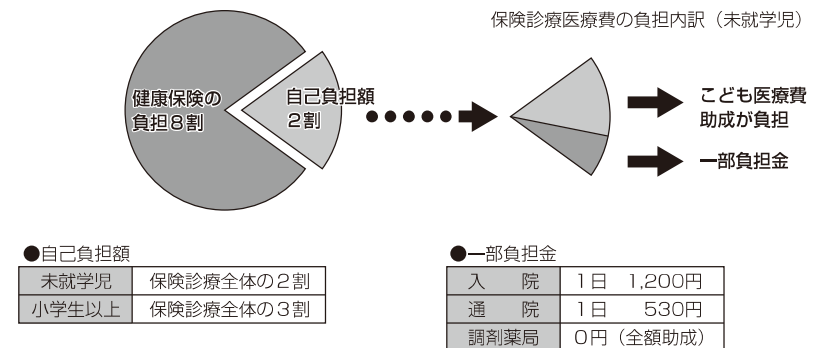 保険診療医療費の負担内訳（未就学児）
健康保険の
負担８割
自己負担額
２割
こども医療費
助成が負担
一部負担金
●自己負担額
未就学児 保険診療全体の２割
小学生以上 保険診療全体の３割
●一部負担金
入　院 １日 1,200円
通　院 １日 530円
調剤薬局 ０円（全額助成）